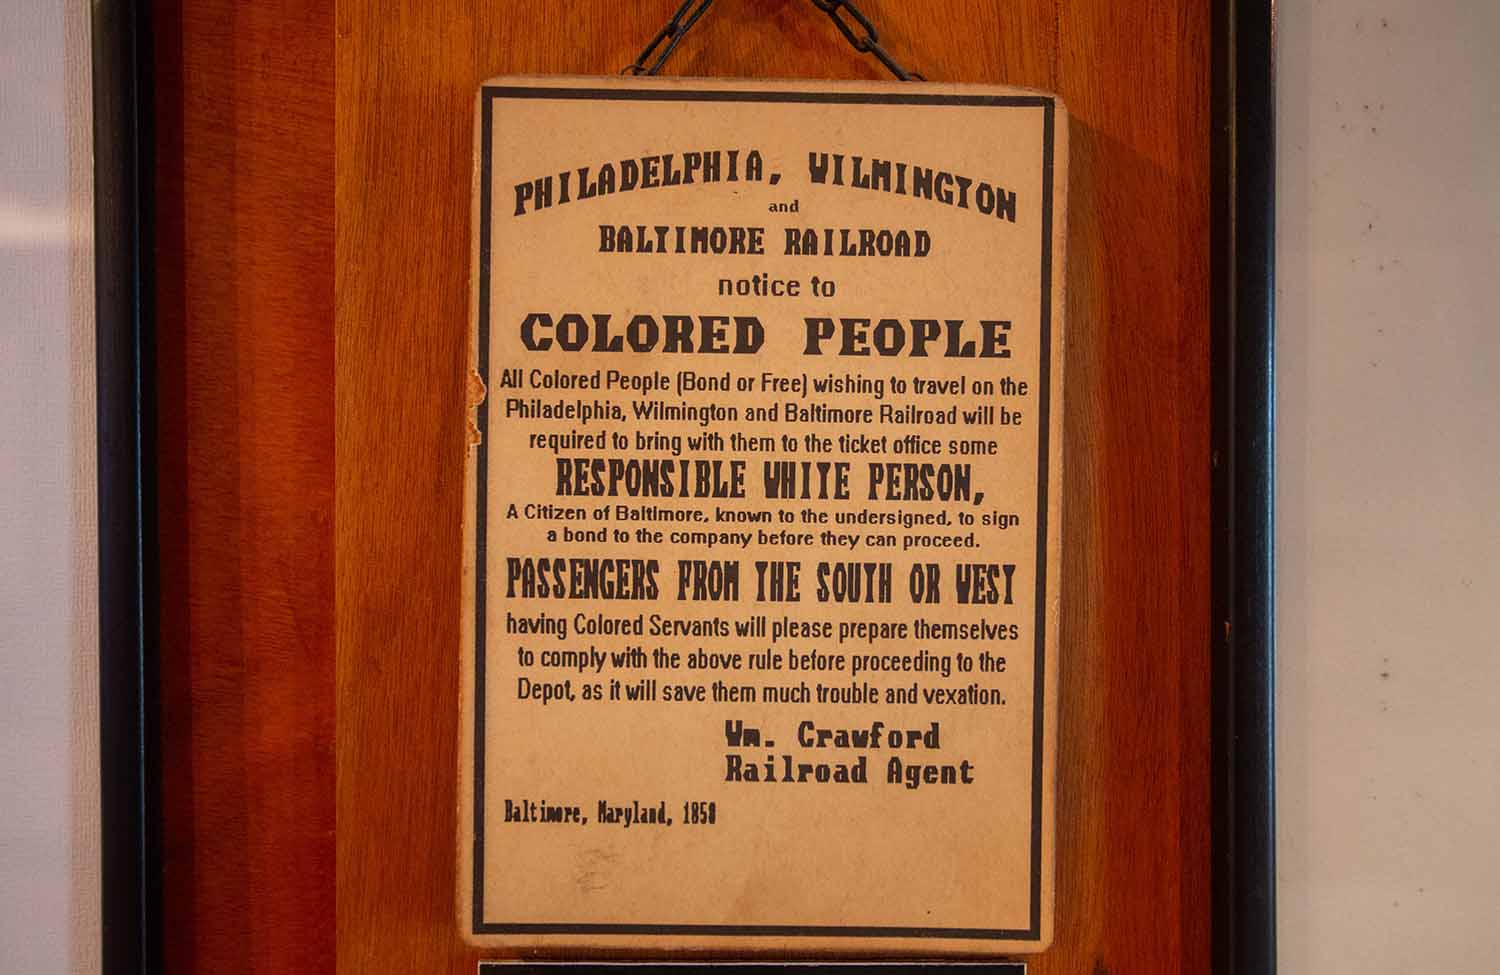 PHILADELPHIA, WILMINGTON
and
BALTIMORE RAILROAD
notice to
COLORED PEOPLE
All Colored People (Bond or Free) wishing to travel on the
Philadelphia, Wilmington and Baltimore Railroad will be
required to bring with them to the ticket office some
RESPONSIBLE WHITE PERSON,
A Citizen of Baltimore, known to the undersigned, to sign
a bond to the company before they can proceed.
PASSENGERS FROM THE SOUTH OR WEST
having Colored Servants will please prepare themselves
to comply with the above rule before proceeding to the
Depot, as it will save them much trouble and vexation.
Wm. Crawford
Railroad Agent
Baltimore, Maryland, 1858